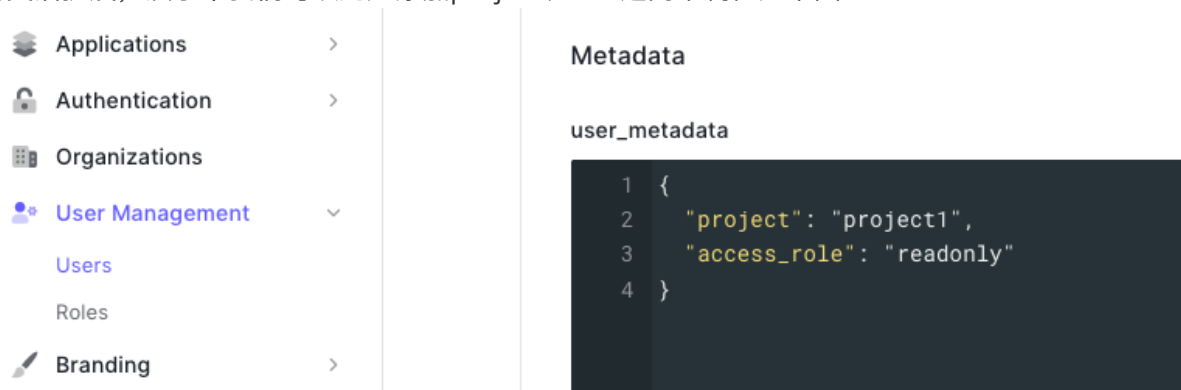 Applications
Authentication
Organizations
User Management
Users
Roles
Branding
Metadata
user_metadata
1 {
2 "project": "project1",
3 "access_role": "readonly"
4 }